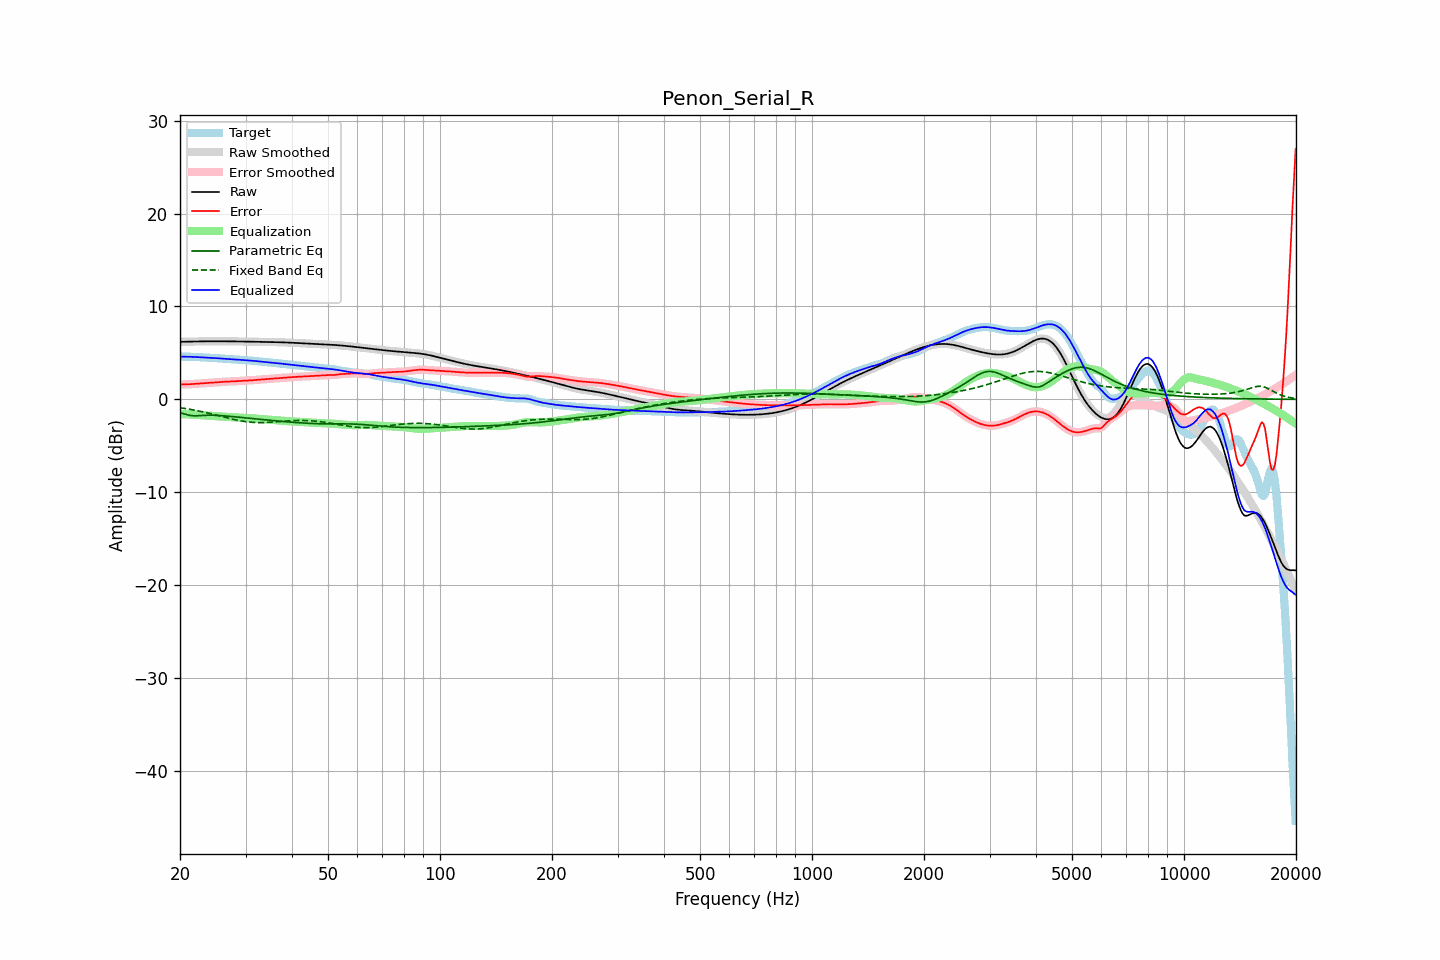 Penon_Serial_R
Target
Raw Smoothed
Error Smoothed
Raw
Error
Equalization
Parametric Eq
Fixed Band Eq
Equalized
Amplitude (dBr)
30
20
10
0
−10
−20
−30
−40
20
50
100
200
500
1000
2000
5000
10000
20000
Frequency (Hz)